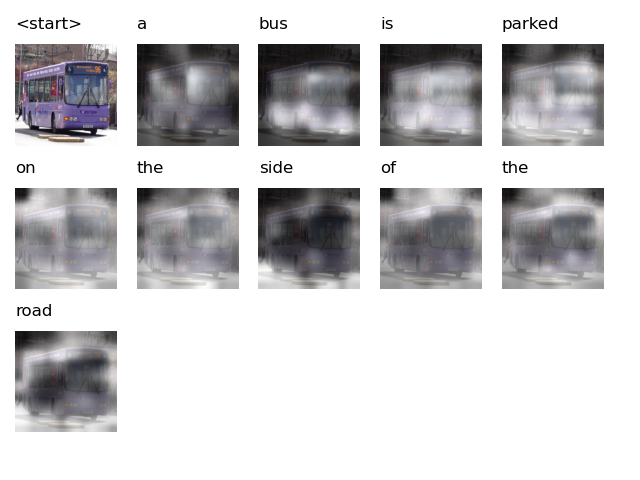 <start> a bus is parked
on the side of the
road